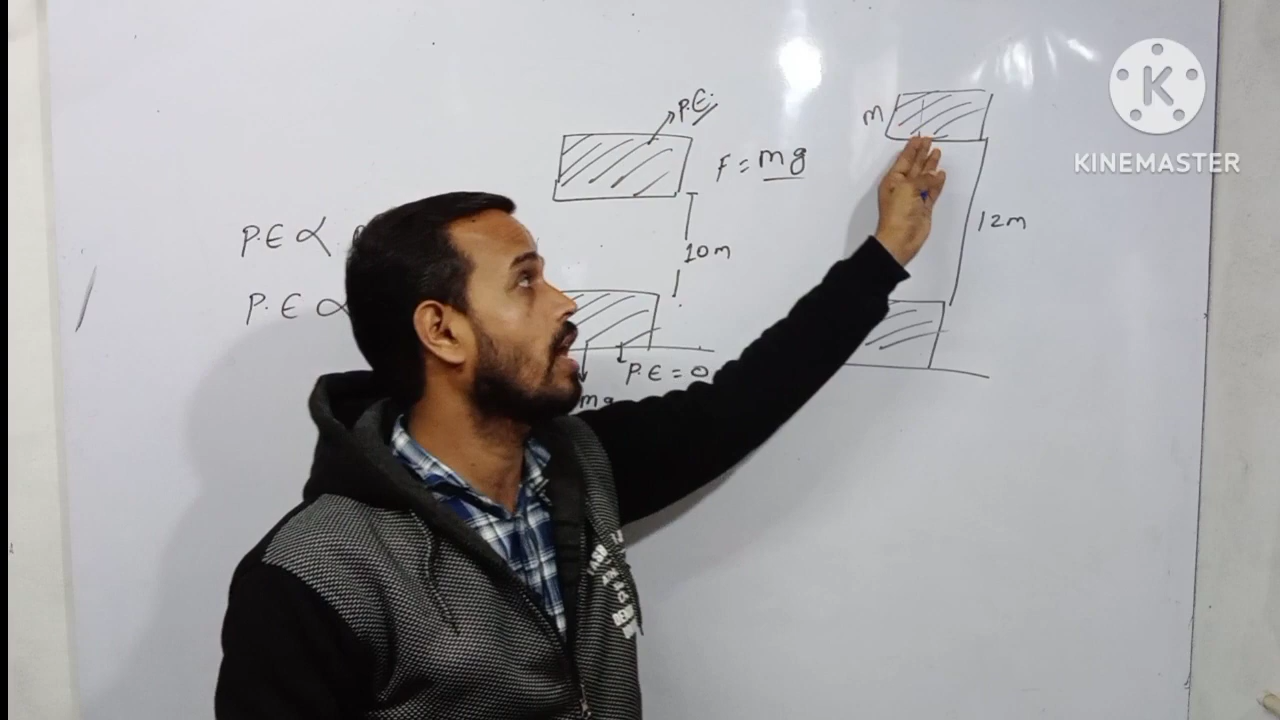 P.E.
m
F = mg
P.E ∝
12m
10m
P.E ∝
P.E = 0
mg
KINEMASTER